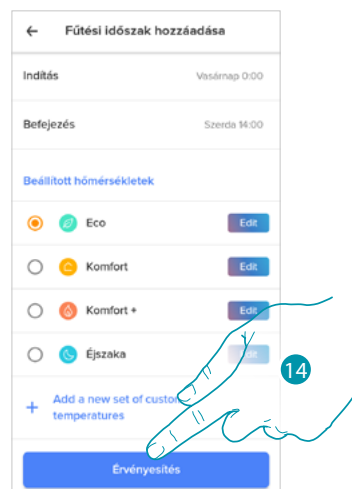 ← Fűtési időszak hozzáadása
Indítás Vasárnap 0:00
Befejezés Szerda 14:00
Beállított hőmérsékletek
Eco Edit
Komfort Edit
Komfort + Edit
Éjszaka Edit
+ Add a new set of custom
temperatures
14
Érvényesítés